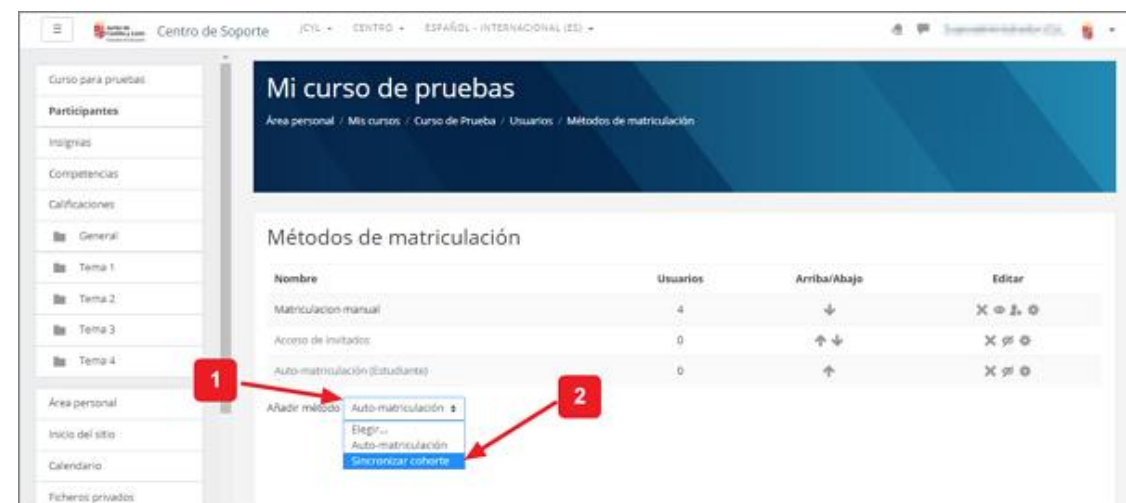 Centro de Soporte JCYL CENTRO ESPAÑOL - INTERNACIONAL (ES)
Curso para pruebas
Participantes
Insignias
Competencias
Calificaciones
General
Tema 1
Tema 2
Tema 3
Tema 4
Área personal
Inicio del sitio
Calendario
Ficheros privados
Mi curso de pruebas
Área personal / Mis cursos / Curso de Prueba / Usuarios / Métodos de matriculación
Métodos de matriculación
Nombre Usuarios Arriba/Abajo Editar
Matriculacion manual 4
Acceso de invitados 0
Auto-matriculación (Estudiante) 0
1
2
Añadir método Auto-matriculación
Elegir...
Auto-matriculación
Sincronizar cohorte